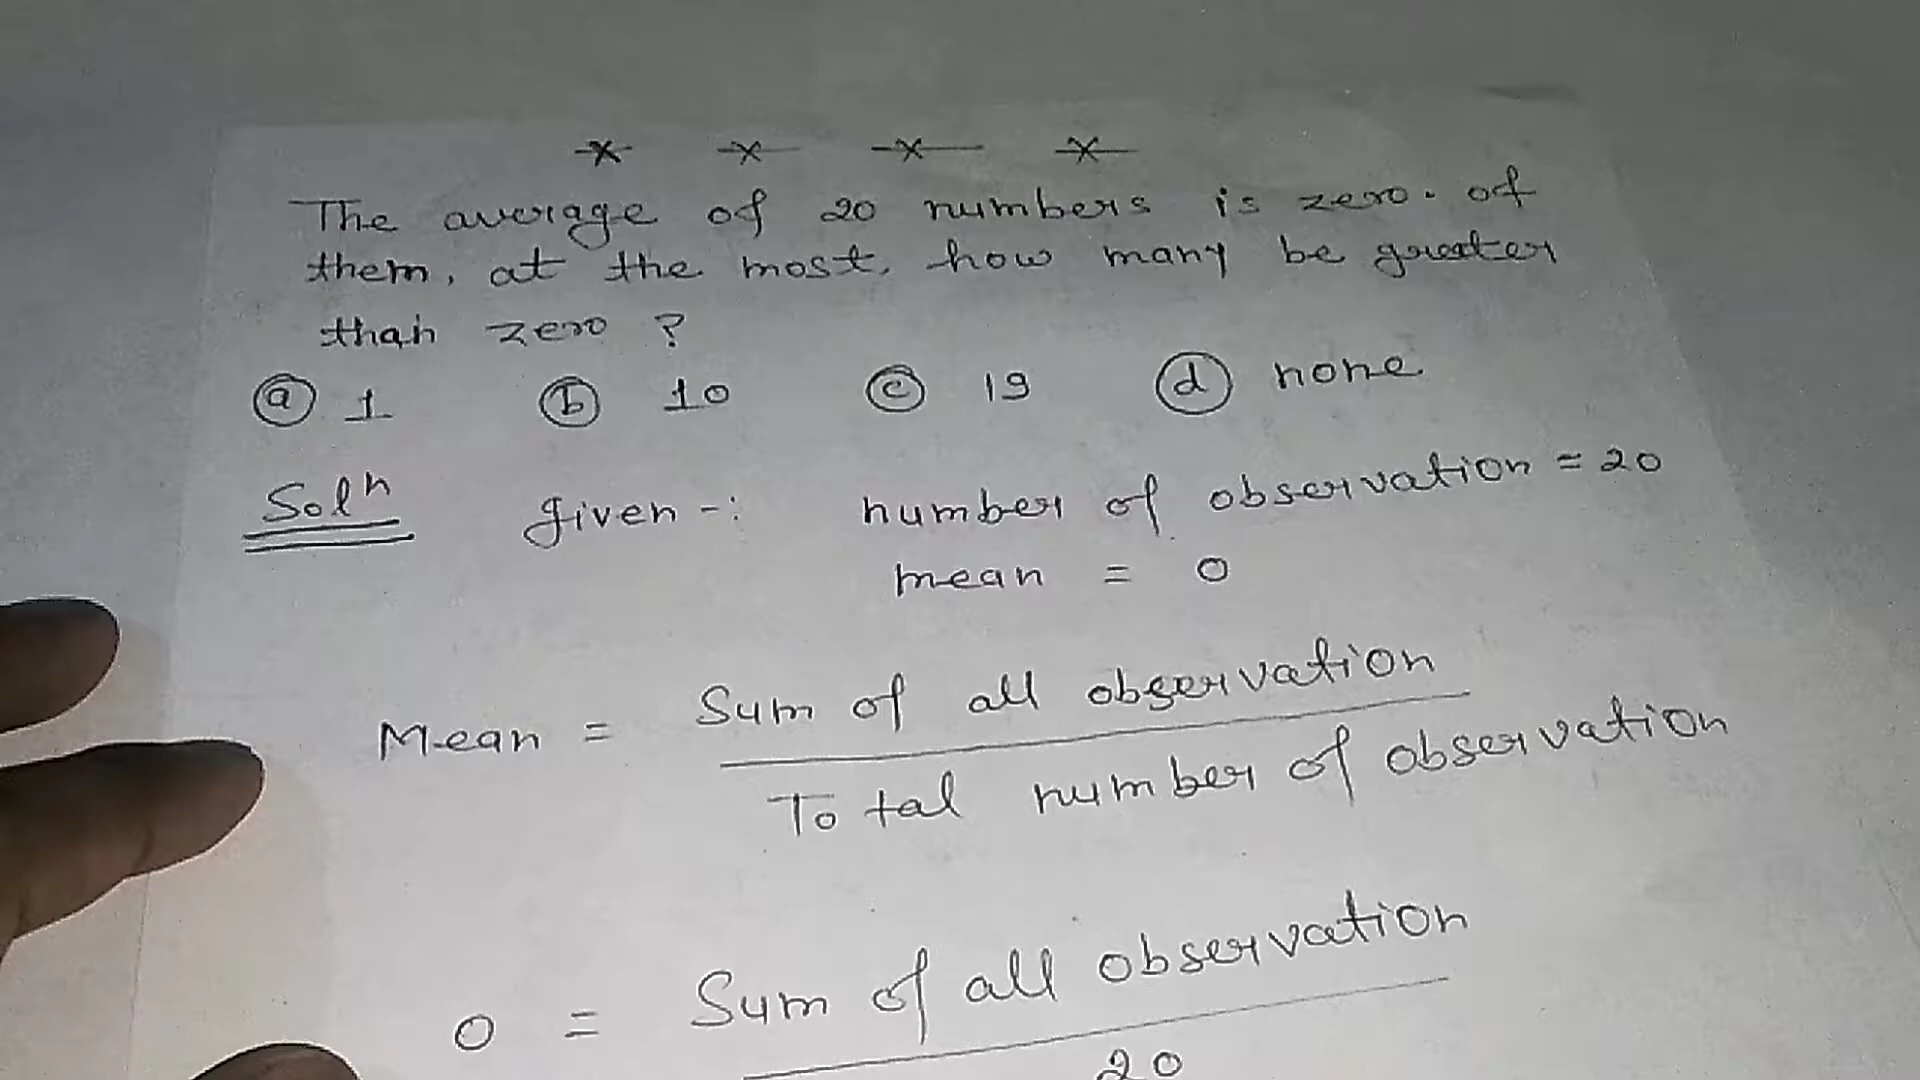 The average of 20 numbers is zero. of
them, at the most, how many be greater
than zero ?
(a) 1 (b) 10 (c) 19 (d) none
Solⁿ given -: number of observation = 20
mean = 0
Mean = Sum of all observation
Total number of observation
0 = Sum of all observation
20